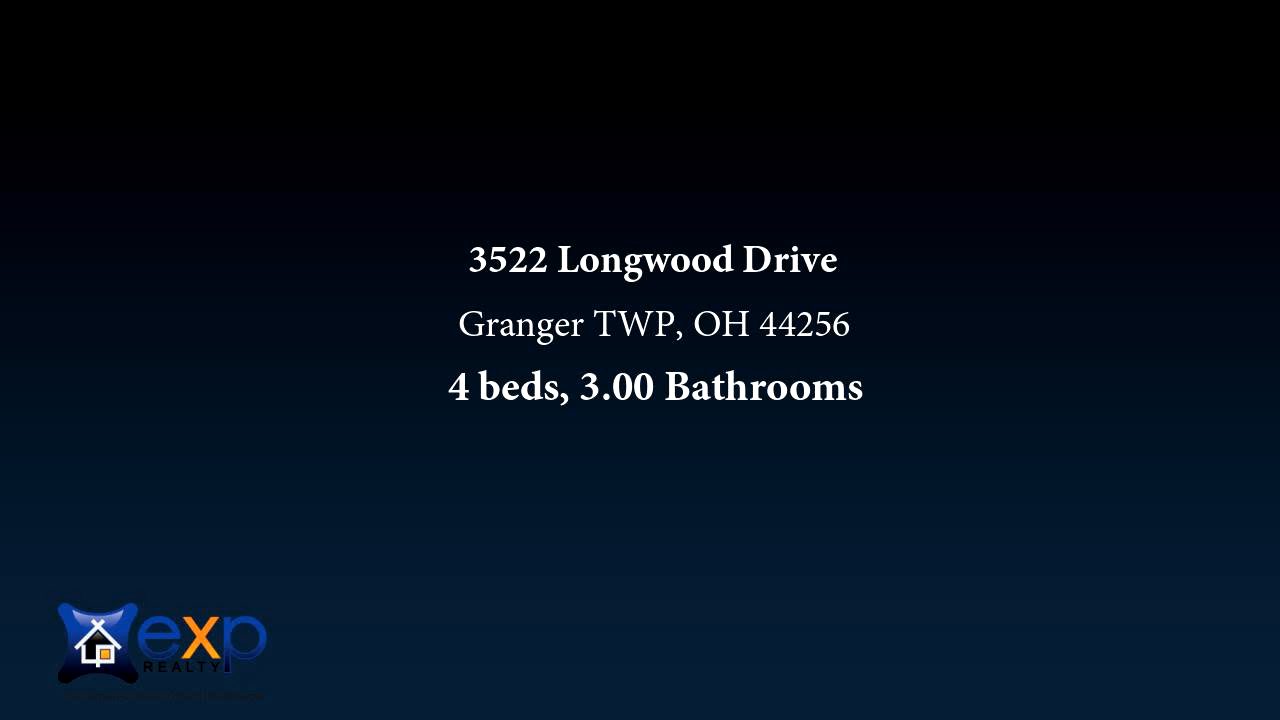 3522 Longwood Drive
Granger TWP, OH 44256
4 beds, 3.00 Bathrooms
exp
REALTY